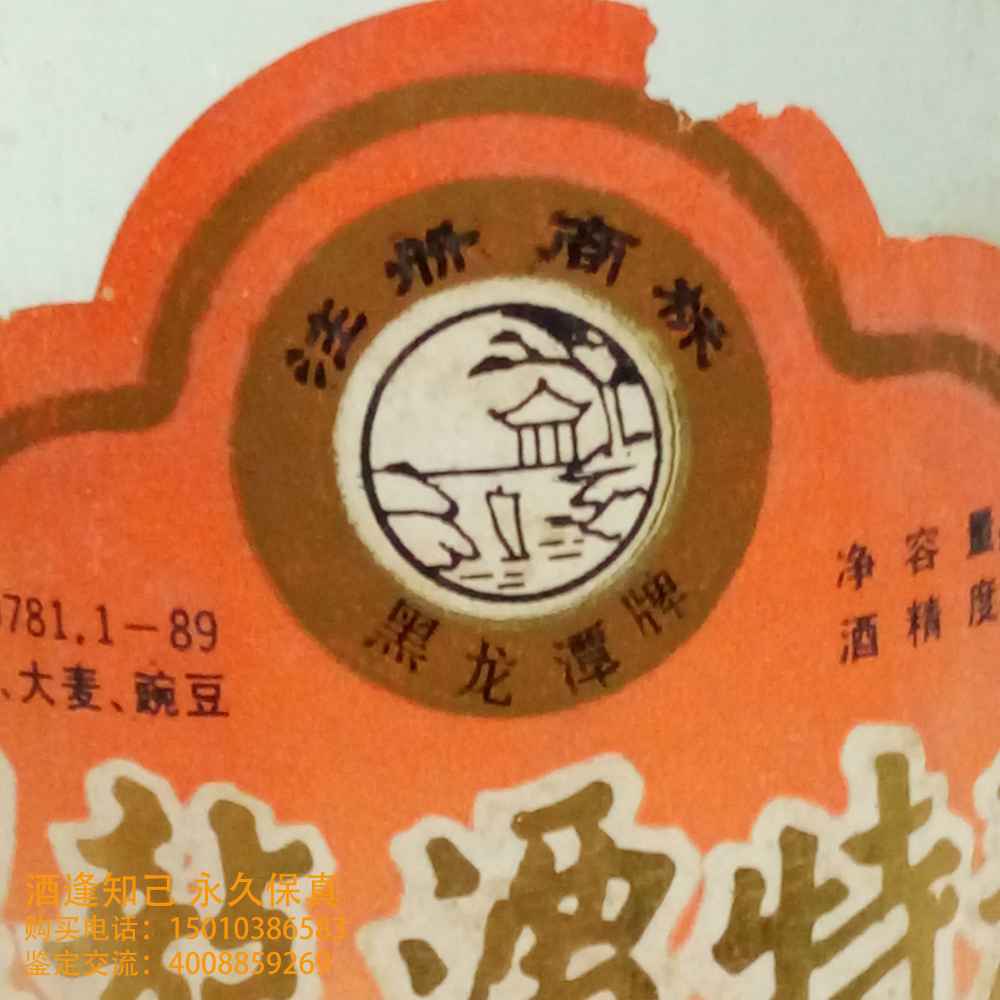 注册商标
黑龙潭牌
781.1-89
、大麦、豌豆
净容量
酒精度
特
酒逢知己 永久保真
购买电话：15010386583
鉴定交流：4008859269